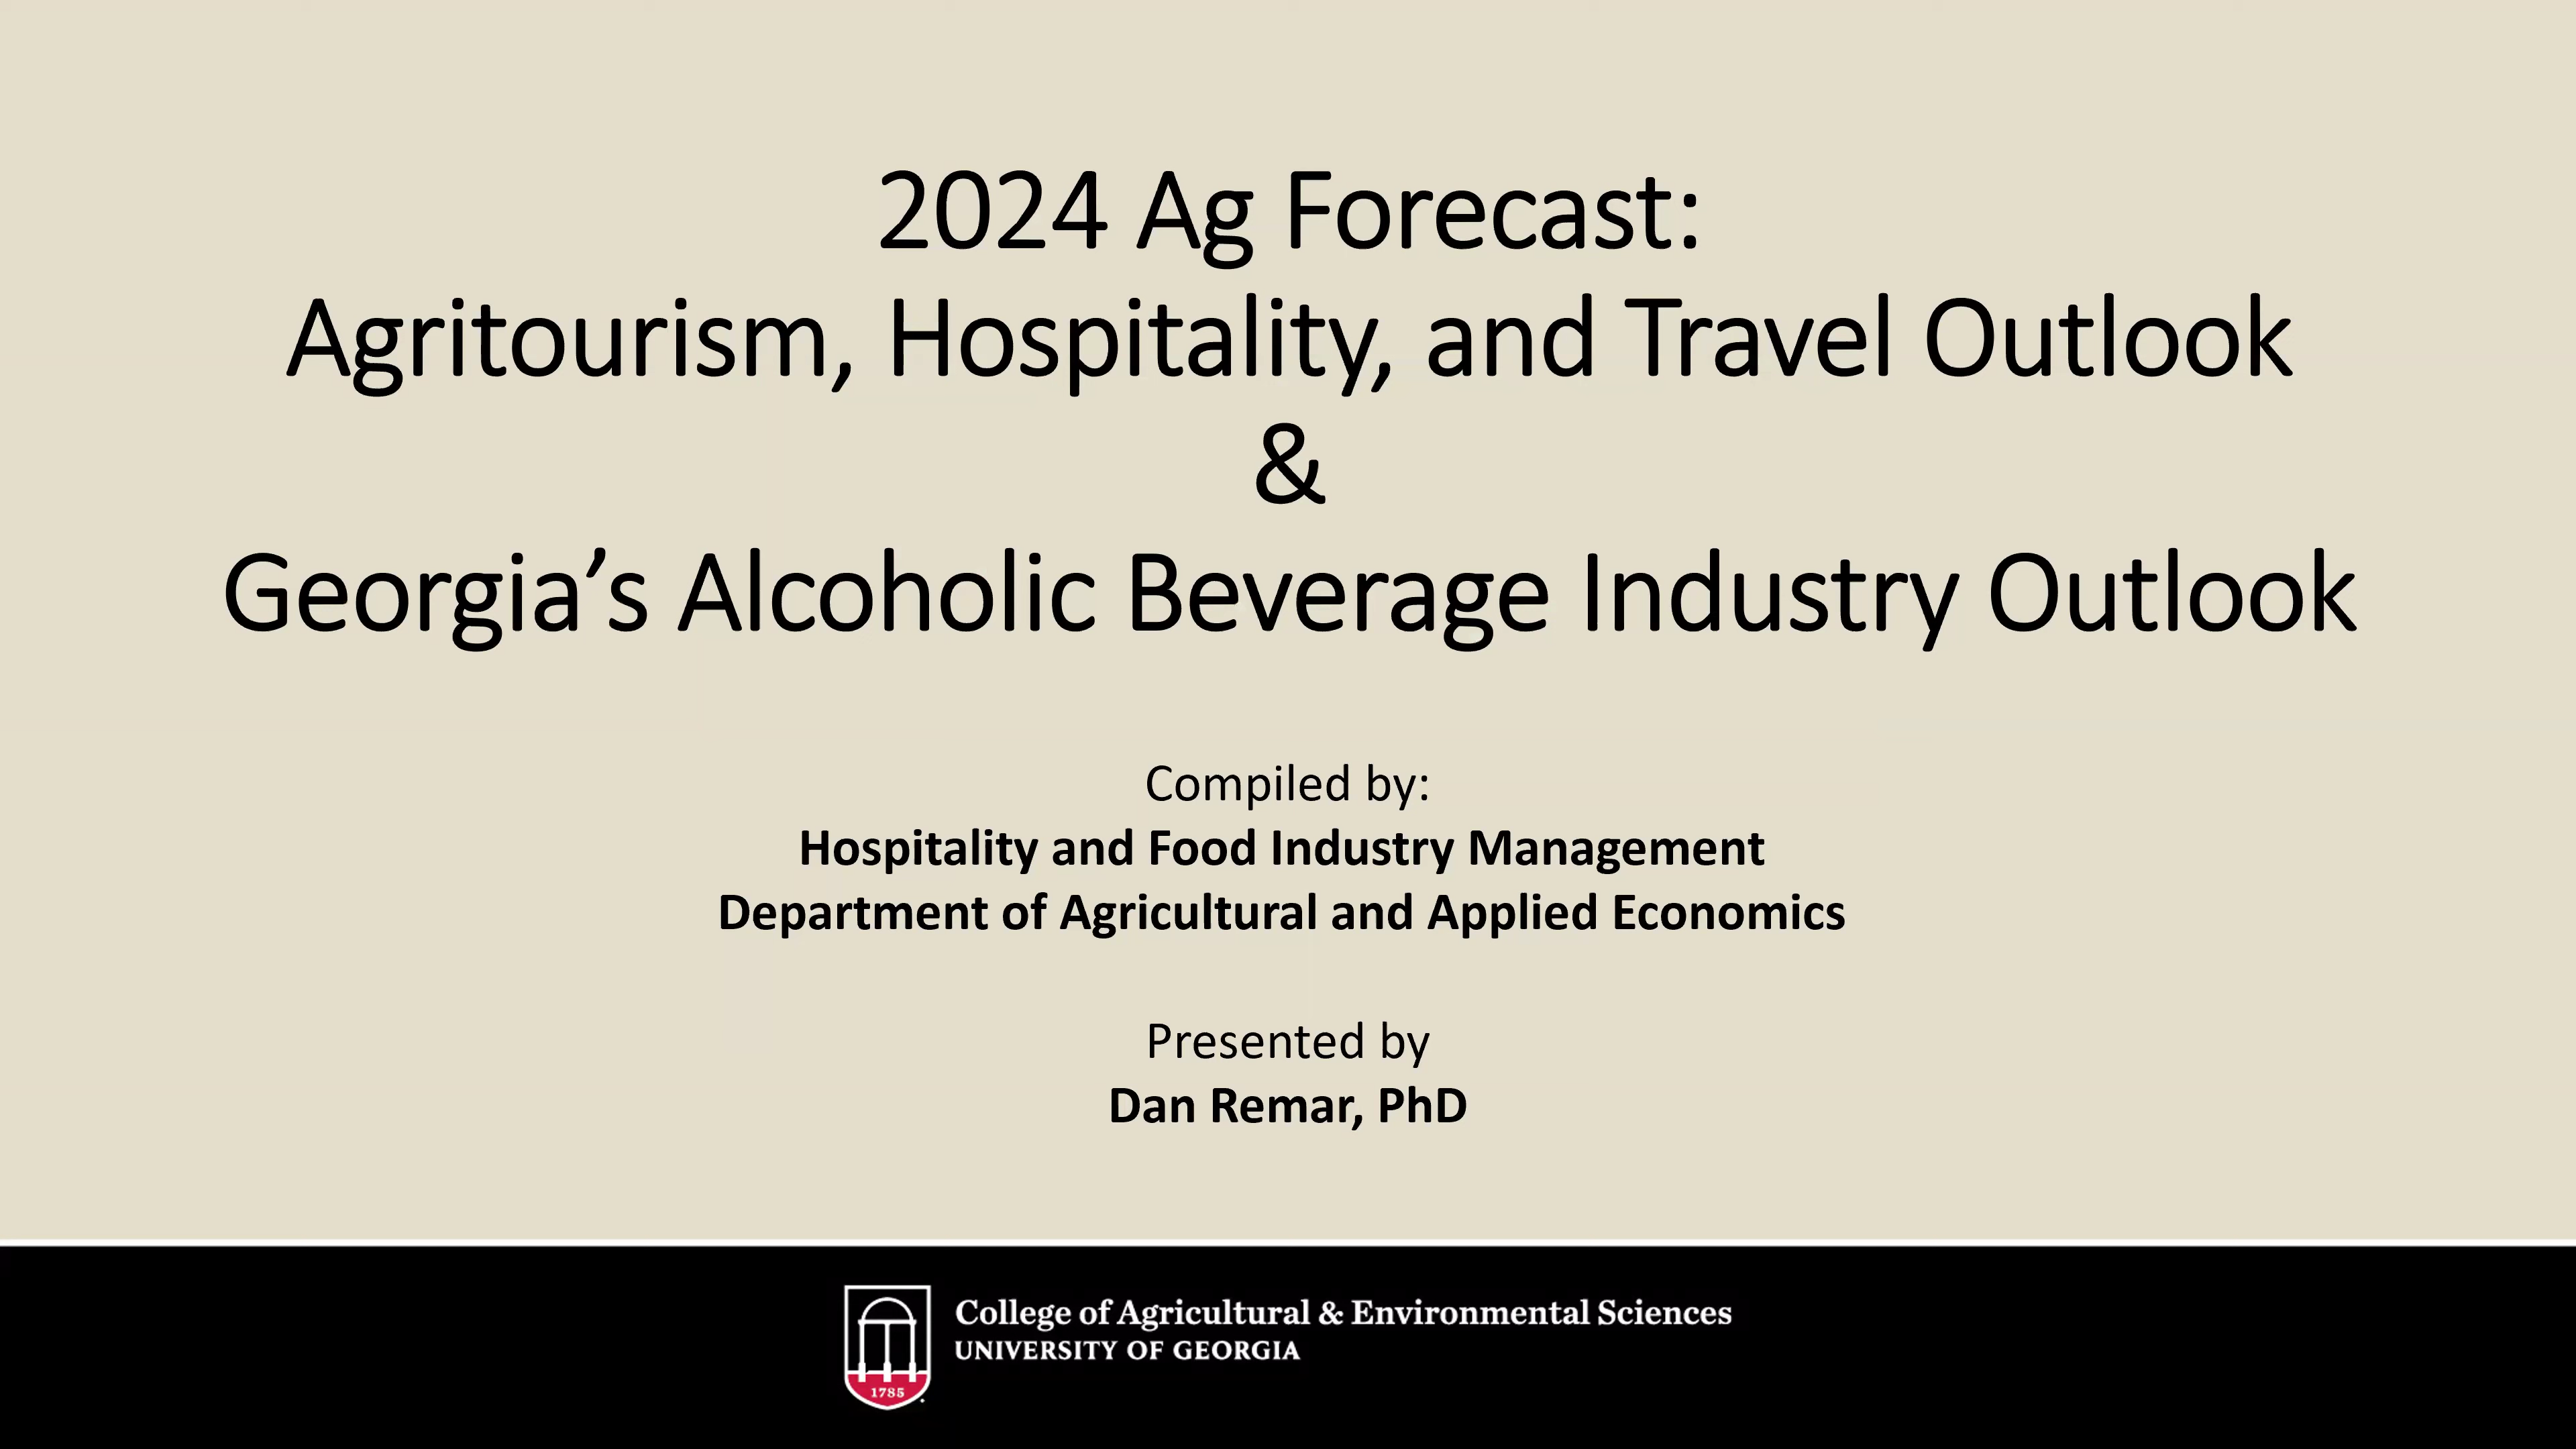 2024 Ag Forecast:
Agritourism, Hospitality, and Travel Outlook
&
Georgia’s Alcoholic Beverage Industry Outlook
Compiled by:
Hospitality and Food Industry Management
Department of Agricultural and Applied Economics
Presented by
Dan Remar, PhD
College of Agricultural & Environmental Sciences
UNIVERSITY OF GEORGIA
1785